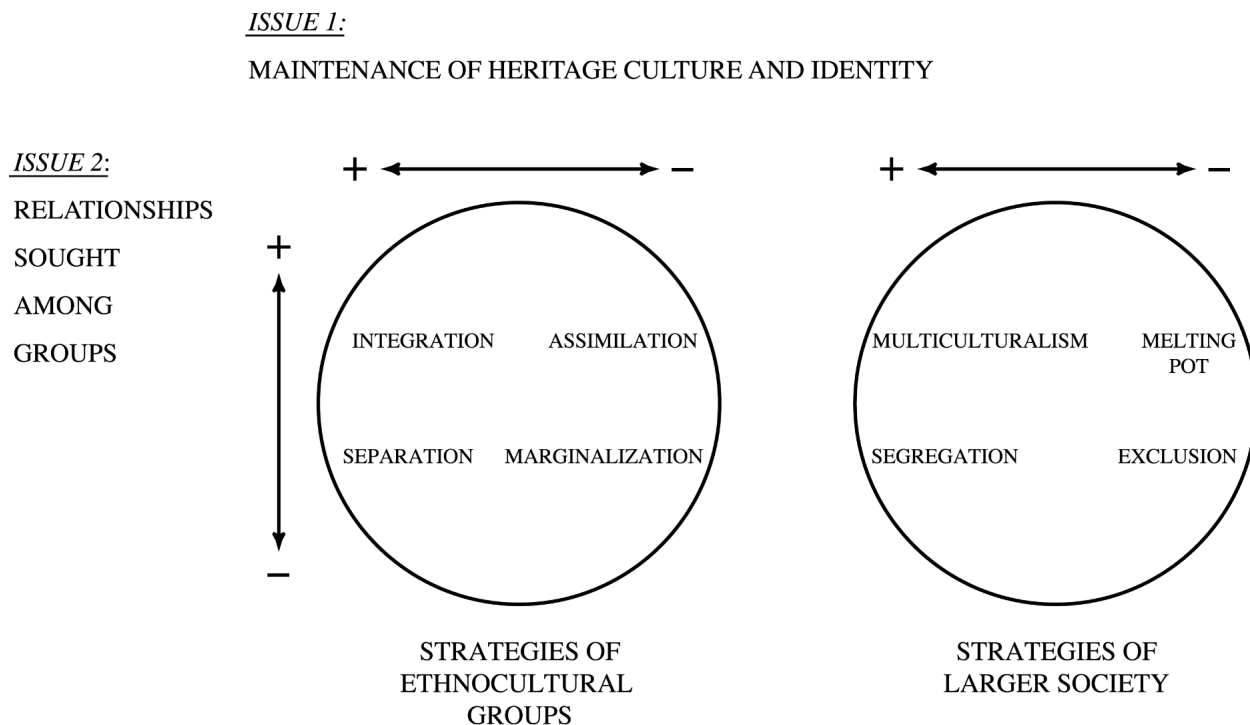 ISSUE 1:
MAINTENANCE OF HERITAGE CULTURE AND IDENTITY
ISSUE 2:
RELATIONSHIPS
SOUGHT
AMONG
GROUPS
+ −
+ −
+
−
INTEGRATION ASSIMILATION
SEPARATION MARGINALIZATION
MULTICULTURALISM MELTING
POT
SEGREGATION EXCLUSION
STRATEGIES OF
ETHNOCULTURAL
GROUPS
STRATEGIES OF
LARGER SOCIETY